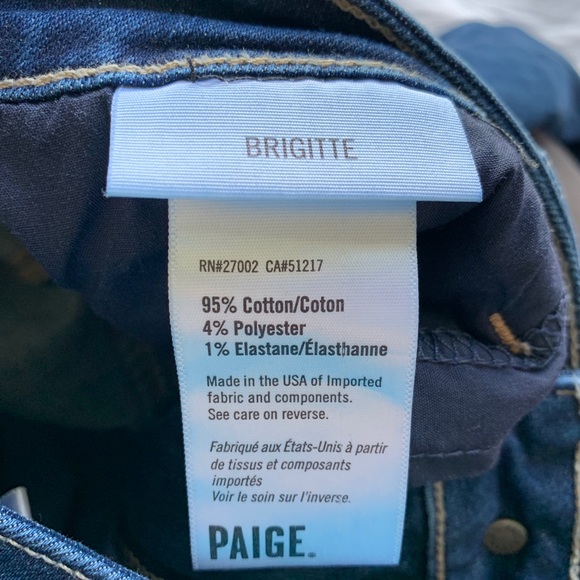 BRIGITTE
RN#27002 CA#51217
95% Cotton/Coton
4% Polyester
1% Elastane/Élasthanne
Made in the USA of Imported
fabric and components.
See care on reverse.
Fabriqué aux États-Unis à partir
de tissus et composants
importés
Voir le soin sur l'inverse.
PAIGE.